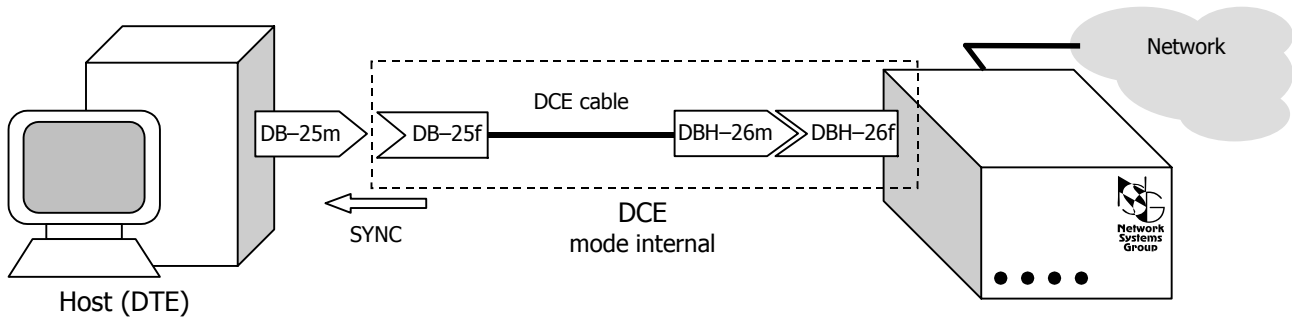 Network
DCE cable
DB–25m
DB–25f
DBH–26m
DBH–26f
SYNC
DCE
mode internal
NSG
Network
Systems
Group
Host (DTE)